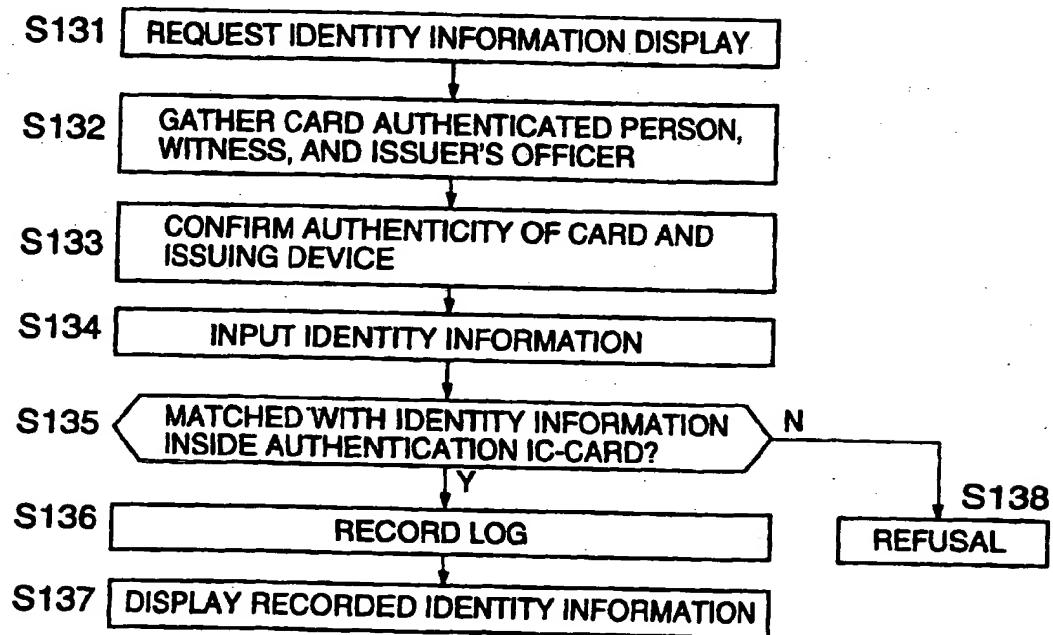 S131 REQUEST IDENTITY INFORMATION DISPLAY
S132 GATHER CARD AUTHENTICATED PERSON,
WITNESS, AND ISSUER'S OFFICER
S133 CONFIRM AUTHENTICITY OF CARD AND
ISSUING DEVICE
S134 INPUT IDENTITY INFORMATION
S135 MATCHED WITH IDENTITY INFORMATION
INSIDE AUTHENTICATION IC-CARD?
N
Y
S138
REFUSAL
S136 RECORD LOG
S137 DISPLAY RECORDED IDENTITY INFORMATION